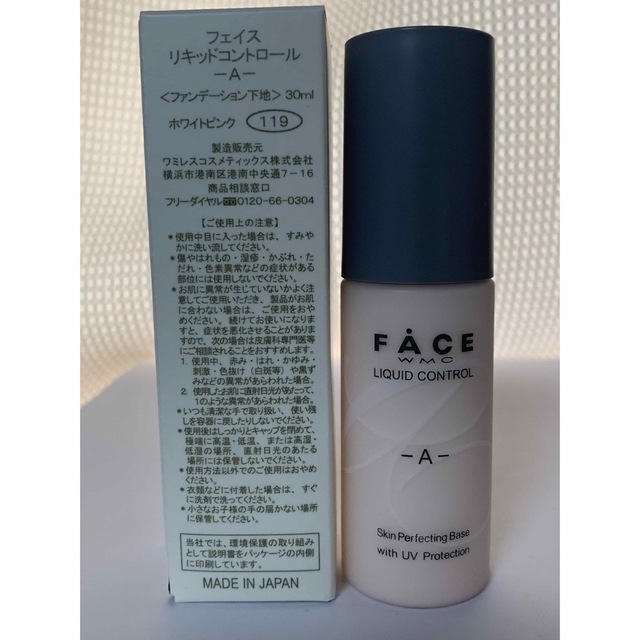 フェイス
リキッドコントロール
－A－
＜ファンデーション下地＞ 30ml
ホワイトピンク 119
製造販売元
ワミレスコスメティックス株式会社
横浜市港南区港南中央通7－16
商品相談窓口
フリーダイヤル 0120-66-0304
【ご使用上の注意】
*使用中目に入った場合は、すみや
かに洗い流してください。
*傷やはれもの・湿疹・かぶれ・た
だれ・色素異常などの症状がある
部位には使用しないでください。
*お肌に異常が生じていないかよく注
意してご使用いただき、製品がお肌
に合わない場合は、ご使用をおや
めください。続けてお使いになりま
すと、症状を悪化させることがありま
すので、次の場合は皮膚科専門医等
にご相談されることをおすすめします。
1. 使用中、赤み・はれ・かゆみ・
刺激・色抜け（白斑等）や黒ず
みなどの異常があらわれた場合。
2. 使用したお肌に直射日光があたって、
1のような異常があらわれた場合。
*いつも清潔な手で取り扱い、使い残
しを容器に戻したりしないでください。
*使用後はしっかりとキャップを閉めて、
極端に高温・低温、または高湿・
低湿の場所、直射日光のあたる
場所には保管しないでください。
*使用方法以外でのご使用はおやめ
ください。
*衣類などに付着した場合は、すぐ
に洗剤で洗ってください。
*小さなお子様の手の届かない場所
に保管してください。
当社では、環境保護の取り組み
として説明書をパッケージの内側
に印刷しています。
MADE IN JAPAN
FACE
WMC
LIQUID CONTROL
－A－
Skin Perfecting Base
with UV Protection